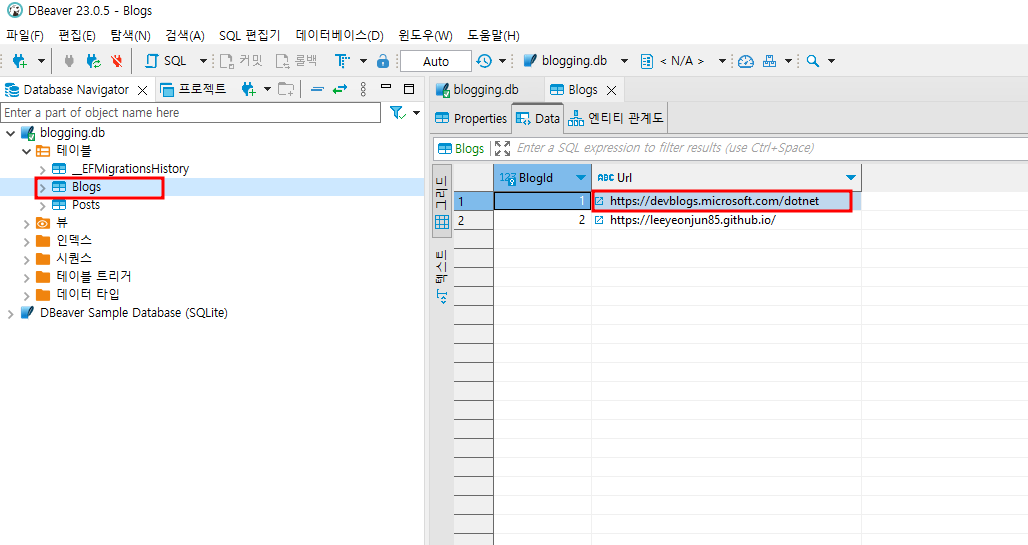 DBeaver 23.0.5 - Blogs
파일(F) 편집(E) 탐색(N) 검색(A) SQL 편집기 데이터베이스(D) 윈도우(W) 도움말(H)
SQL 커밋 롤백 Auto blogging.db < N/A >
Database Navigator 프로젝트
Enter a part of object name here
blogging.db
테이블
__EFMigrationsHistory
Blogs
Posts
뷰
인덱스
시퀀스
테이블 트리거
데이터 타입
DBeaver Sample Database (SQLite)
blogging.db Blogs
Properties Data 엔티티 관계도
Blogs Enter a SQL expression to filter results (use Ctrl+Space)
그리드
텍스트
123 BlogId ABC Url
1 1 https://devblogs.microsoft.com/dotnet
2 2 https://leeyeonjun85.github.io/